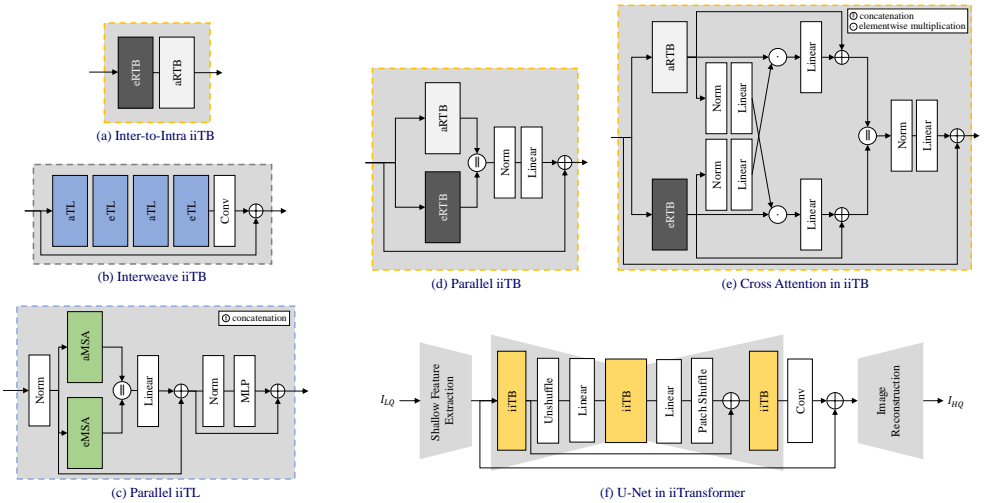 eRTB
aRTB
(a) Inter-to-Intra iiTB
aTL
eTL
aTL
eTL
Conv
(b) Interweave iiTB
concatenation
Norm
aMSA
eMSA
=
Linear
Norm
MLP
(c) Parallel iiTL
aRTB
eRTB
=
Norm
Linear
(d) Parallel iiTB
concatenation
elementwise multiplication
aRTB
eRTB
Norm
Linear
Norm
Linear
Linear
Linear
=
Norm
Linear
(e) Cross Attention in iiTB
I_LQ
Shallow Feature
Extraction
iiTB
Unshuffle
Linear
iiTB
Linear
Patch Shuffle
iiTB
Conv
Image
Reconstruction
I_HQ
(f) U-Net in iiTransformer